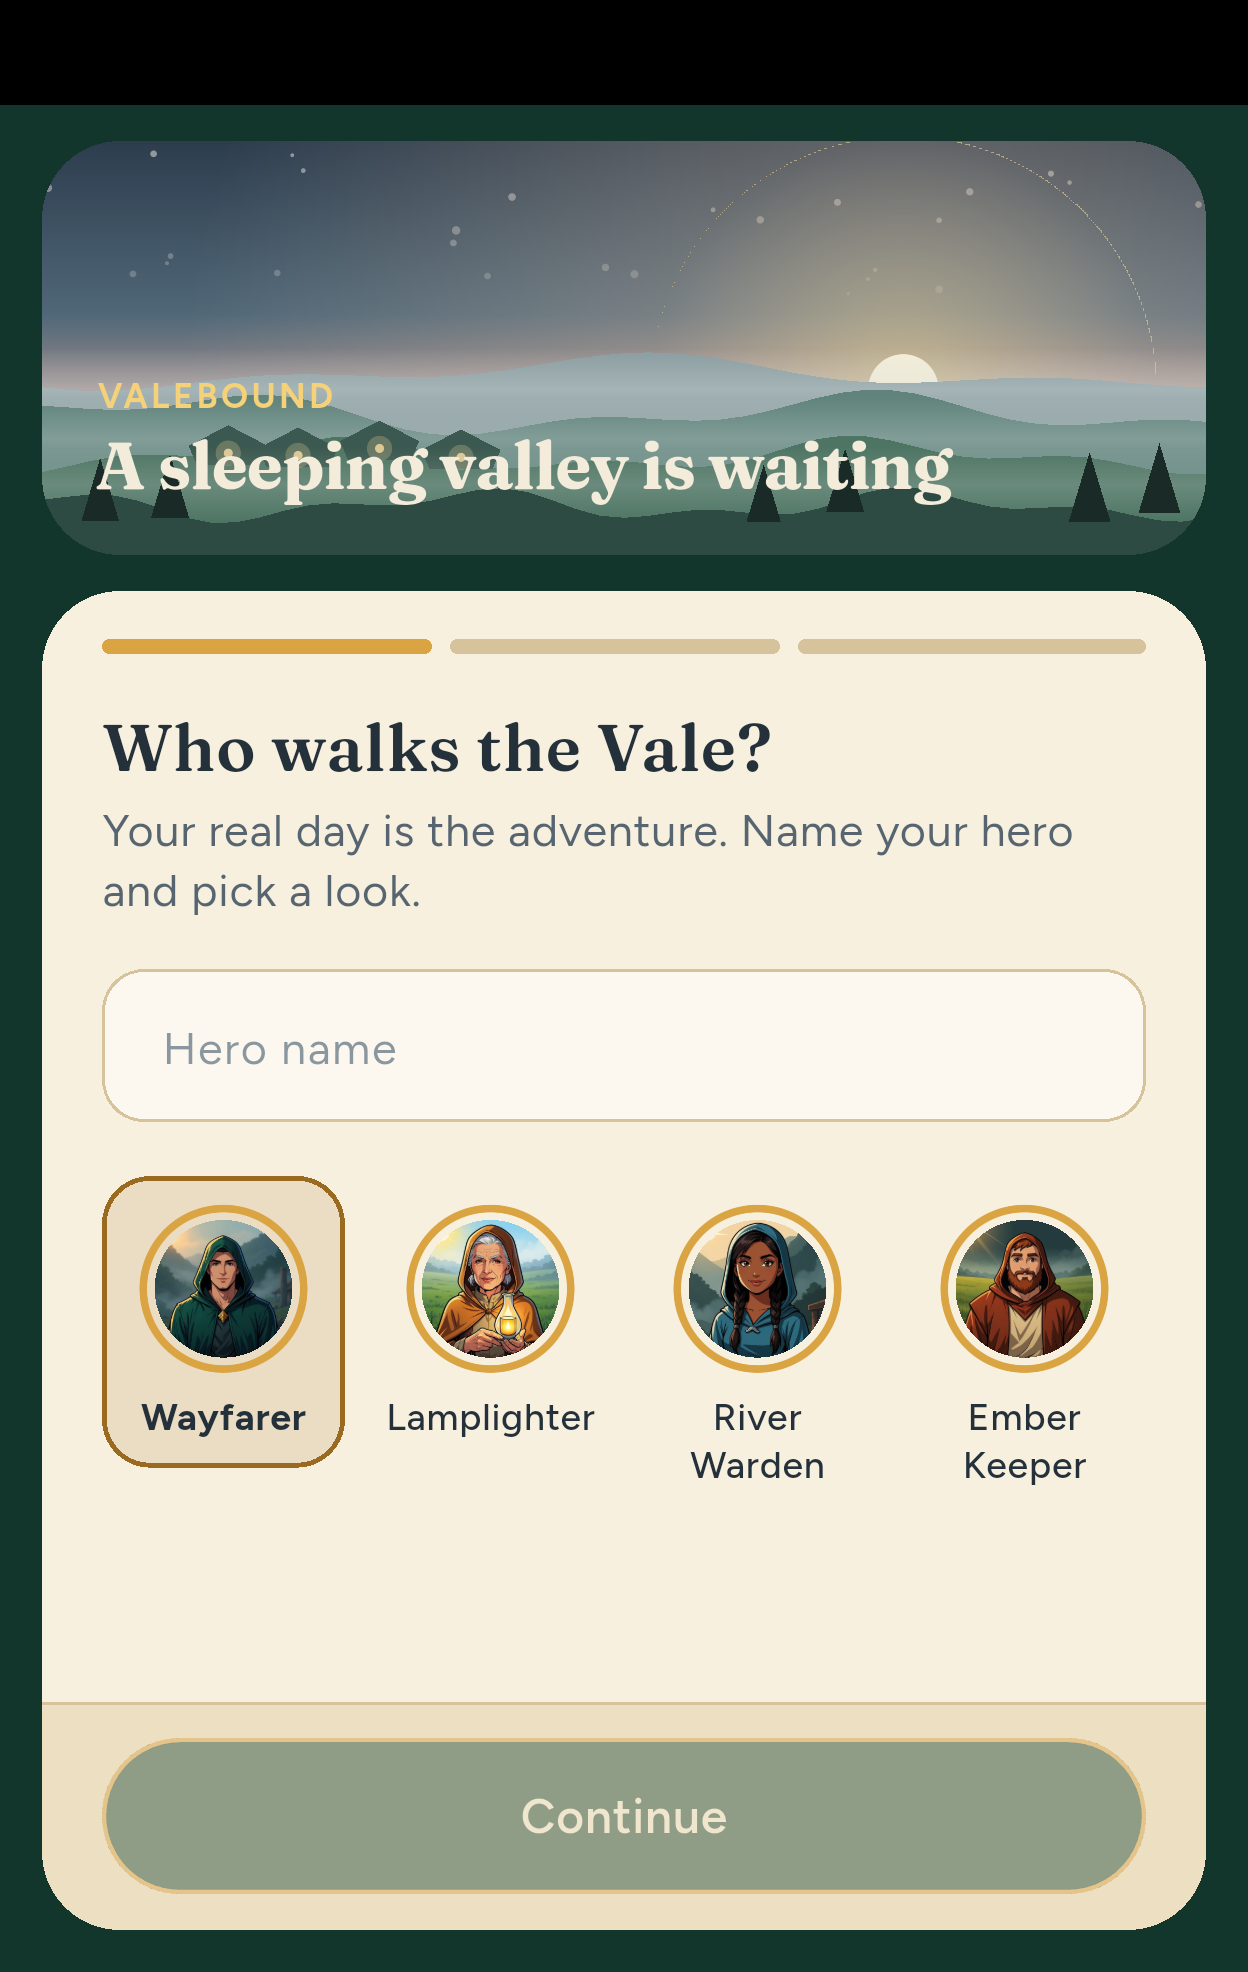 VALEBOUND
A sleeping valley is waiting
Who walks the Vale?
Your real day is the adventure. Name your hero
and pick a look.
Hero name
Wayfarer
Lamplighter
River
Warden
Ember
Keeper
Continue